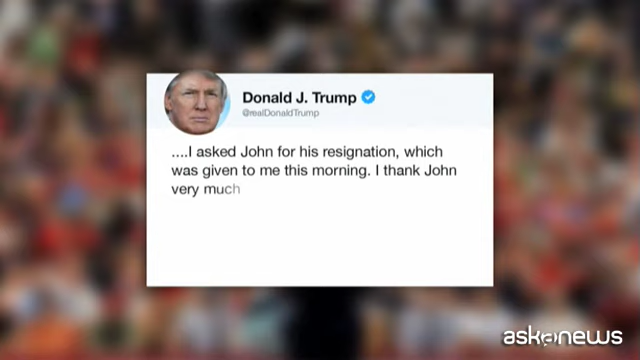 Donald J. Trump
@realDonaldTrump
....I asked John for his resignation, which
was given to me this morning. I thank John
very much
askanews